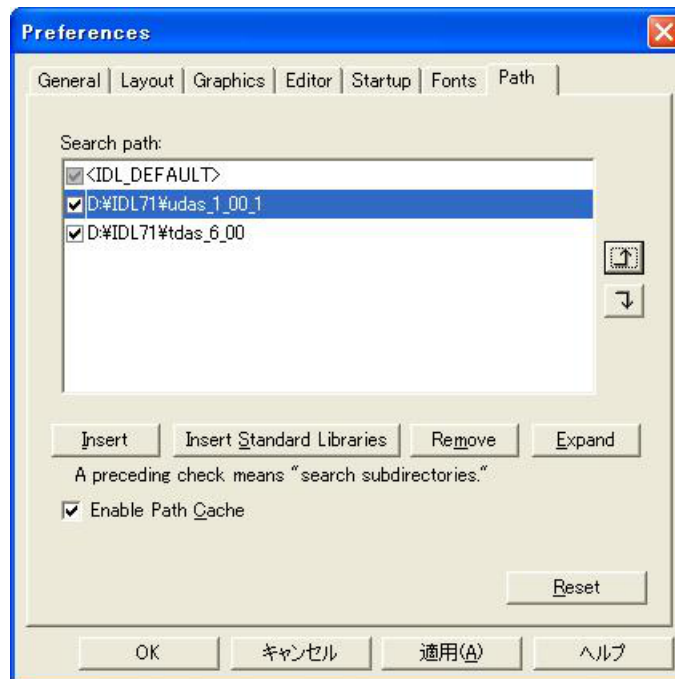 Preferences
General Layout Graphics Editor Startup Fonts Path
Search path:
<IDL_DEFAULT>
D:¥IDL71¥udas_1_00_1
D:¥IDL71¥tdas_6_00
Insert Insert Standard Libraries Remove Expand
A preceding check means "search subdirectories."
Enable Path Cache
Reset
OK キャンセル 適用(A) ヘルプ